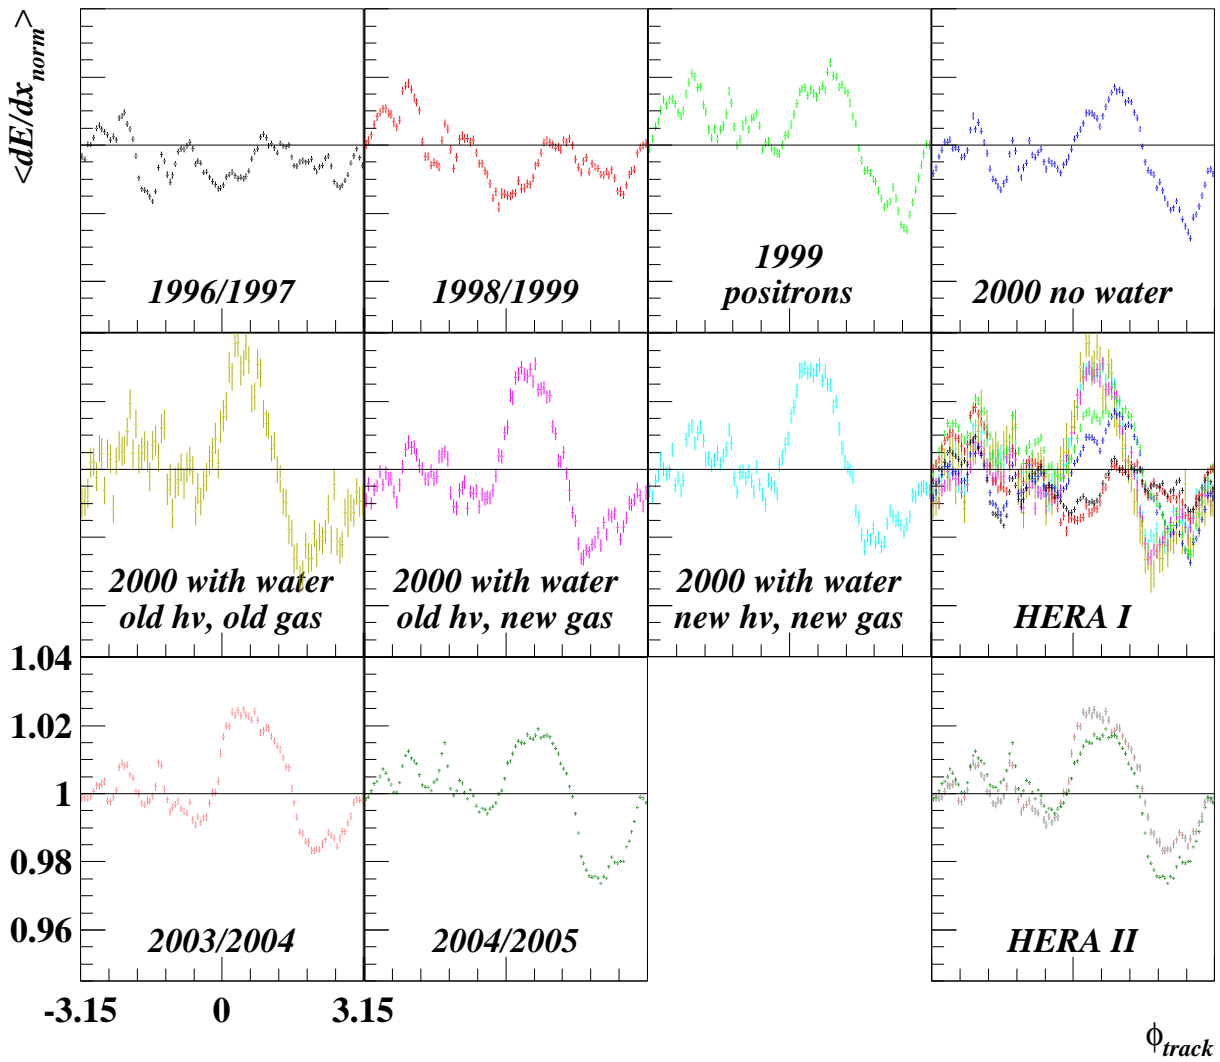 <dE/dx_norm>
1996/1997
1998/1999
1999
positrons
2000 no water
2000 with water
old hv, old gas
2000 with water
old hv, new gas
2000 with water
new hv, new gas
HERA I
1.04
1.02
1
0.98
0.96
2003/2004
2004/2005
HERA II
-3.15
0
3.15
ϕ_track